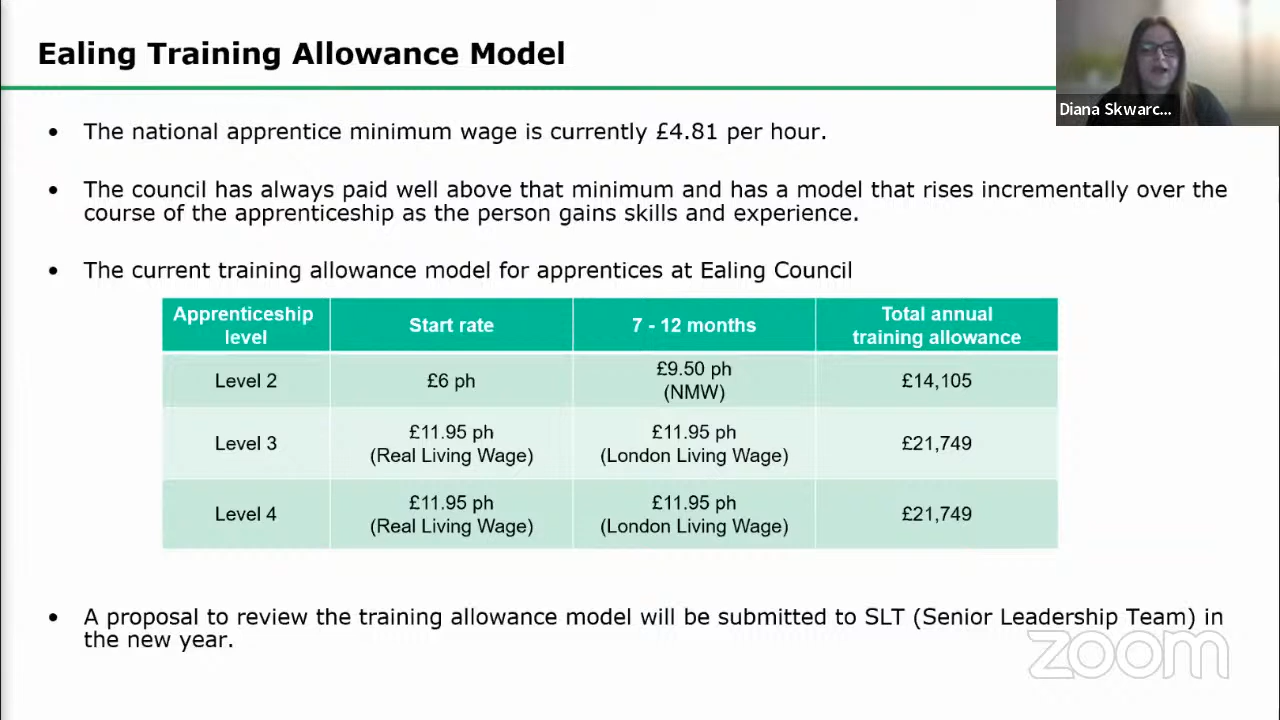 Ealing Training Allowance Model
Diana Skwarc...
• The national apprentice minimum wage is currently £4.81 per hour.
• The council has always paid well above that minimum and has a model that rises incrementally over the
course of the apprenticeship as the person gains skills and experience.
• The current training allowance model for apprentices at Ealing Council
Apprenticeship level Start rate 7 - 12 months Total annual training allowance
Level 2 £6 ph £9.50 ph (NMW) £14,105
Level 3 £11.95 ph (Real Living Wage) £11.95 ph (London Living Wage) £21,749
Level 4 £11.95 ph (Real Living Wage) £11.95 ph (London Living Wage) £21,749
• A proposal to review the training allowance model will be submitted to SLT (Senior Leadership Team) in
the new year.
zoom